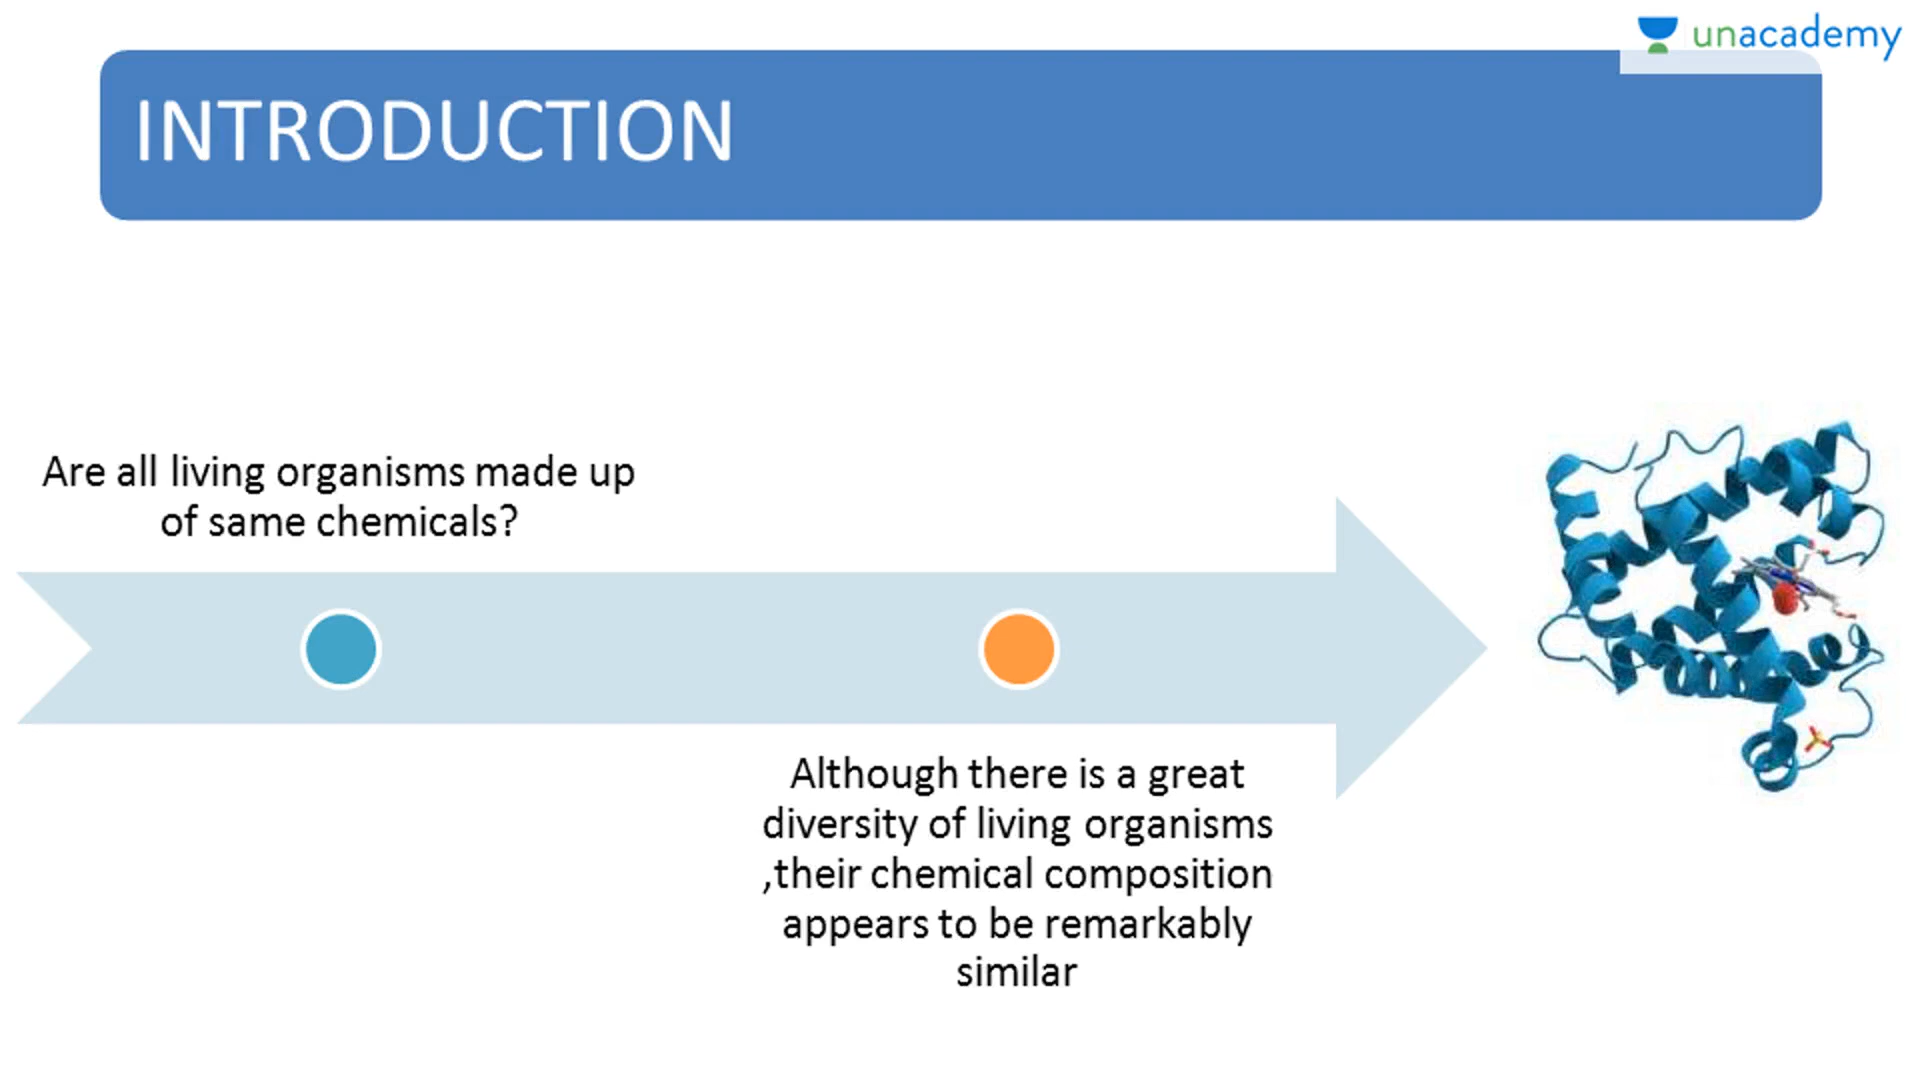 unacademy
INTRODUCTION
Are all living organisms made up
of same chemicals?
Although there is a great
diversity of living organisms
,their chemical composition
appears to be remarkably
similar